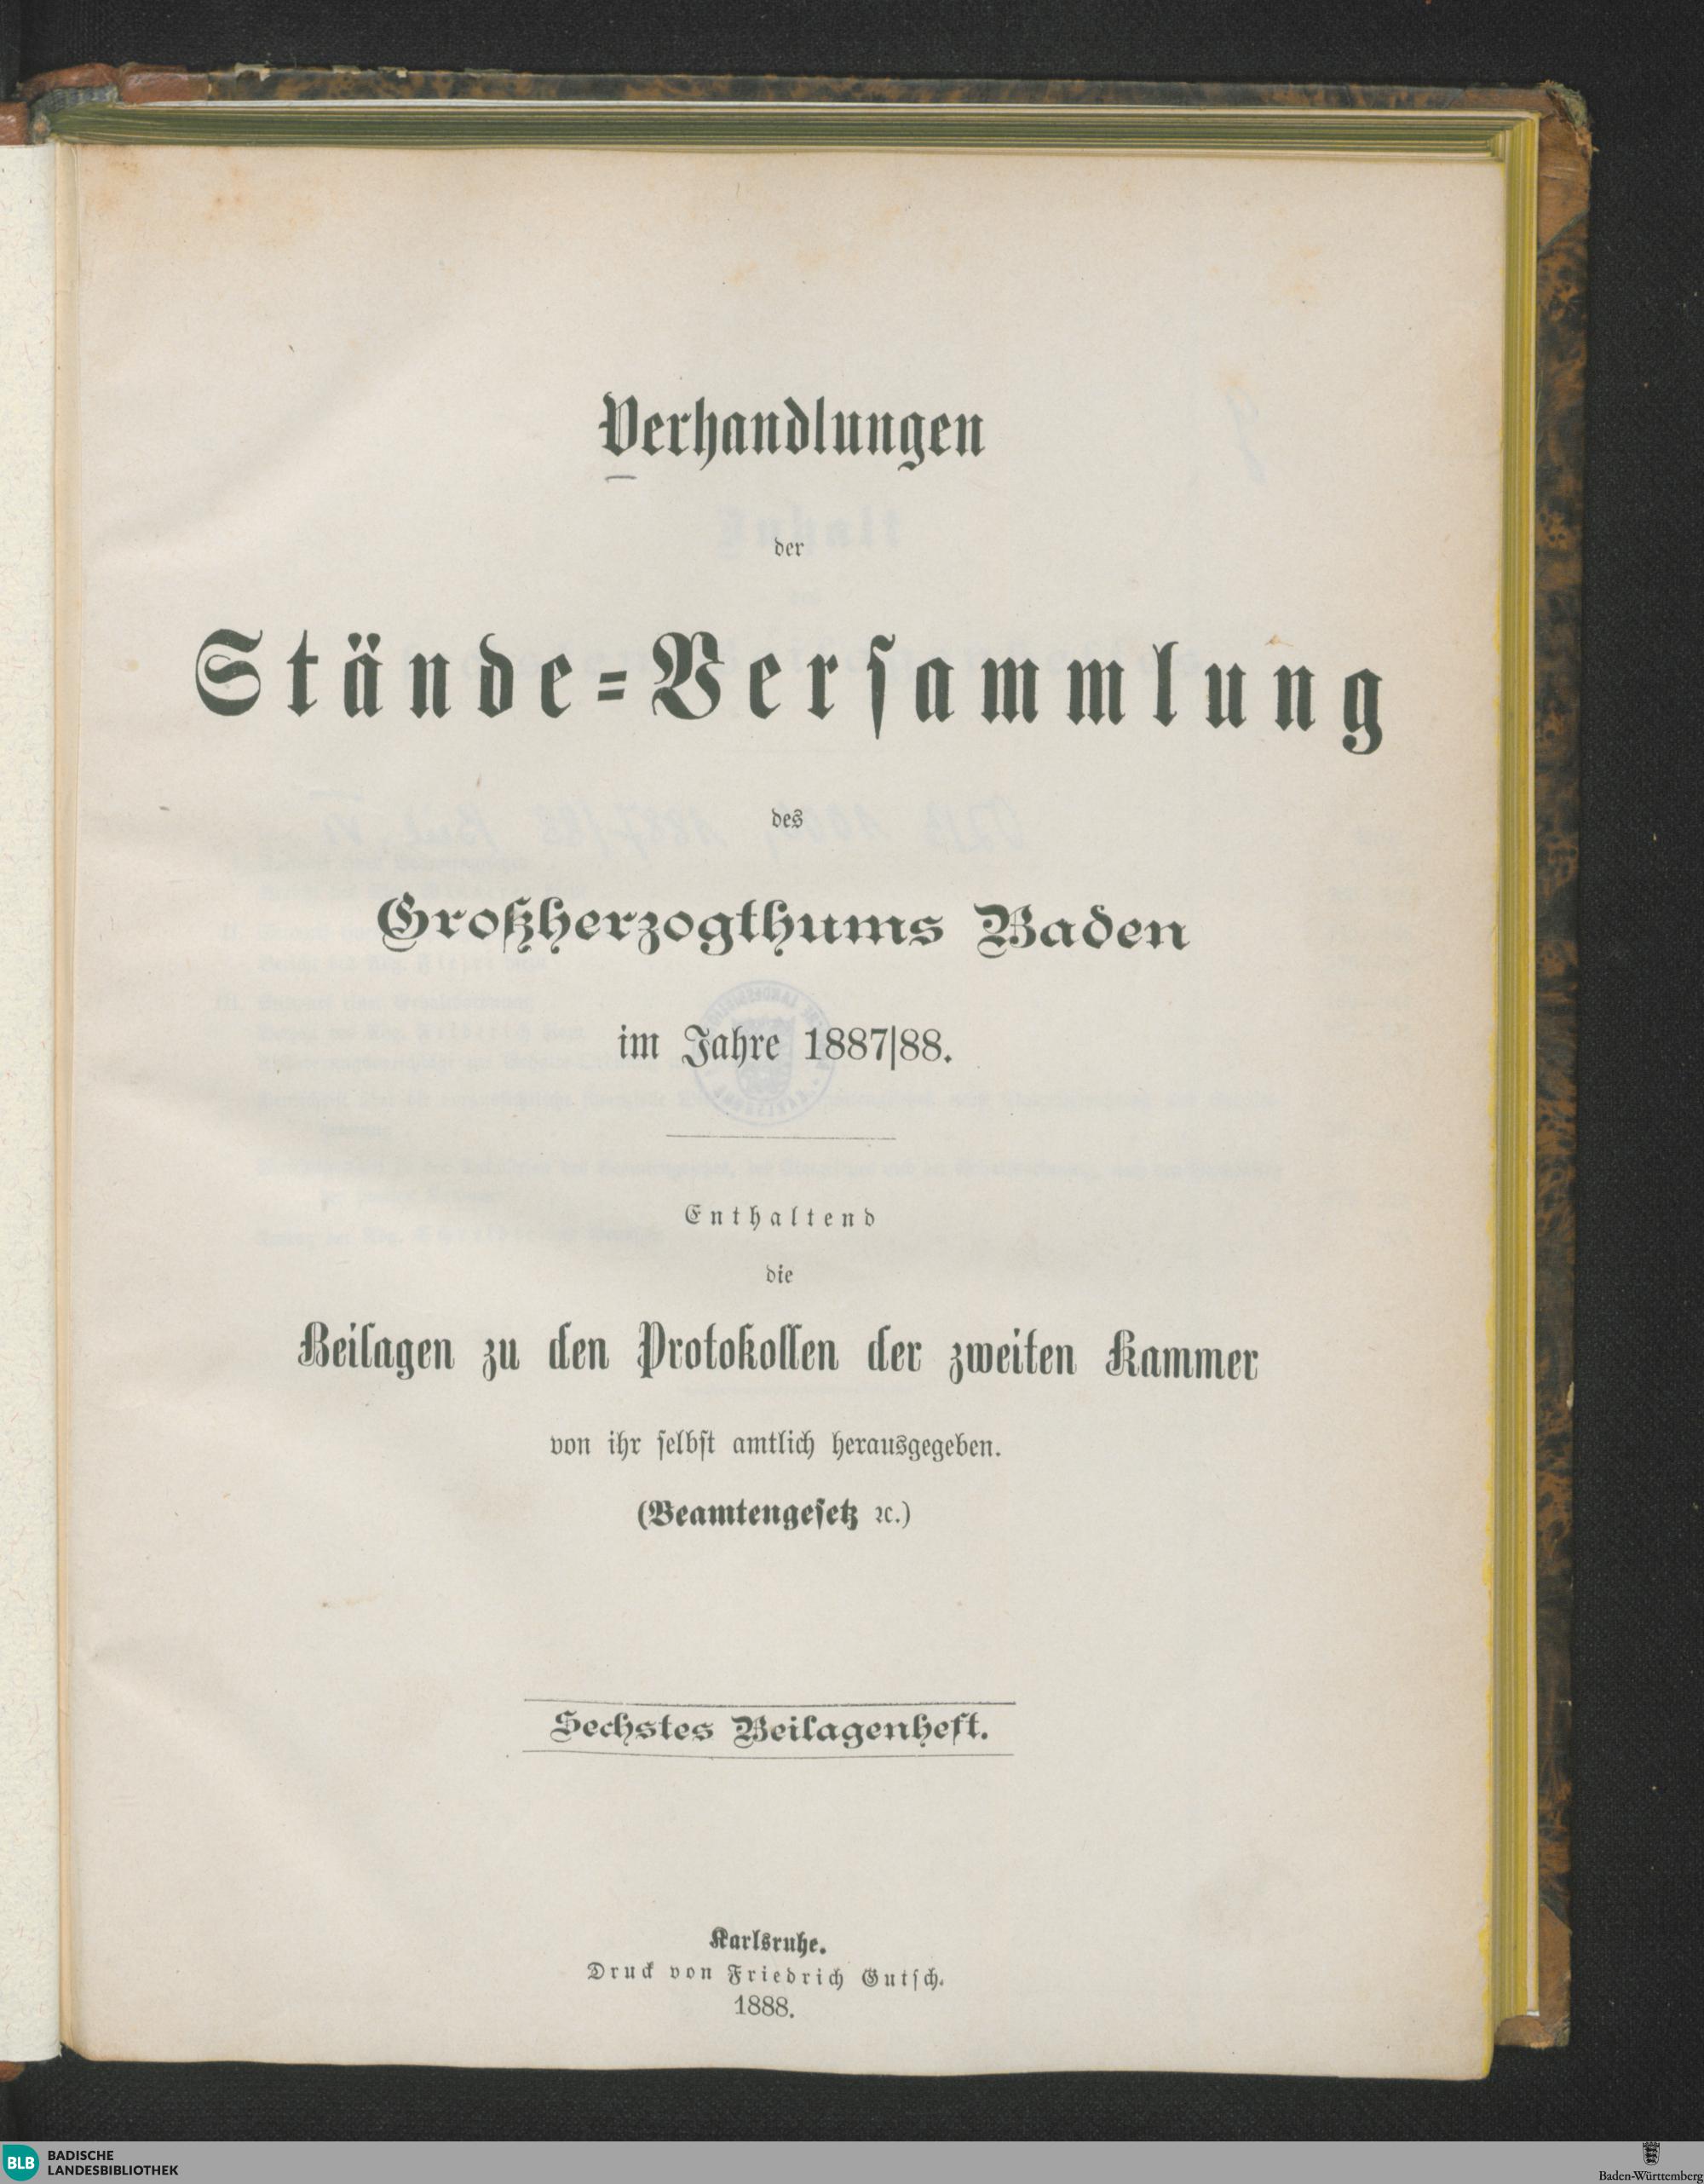 Verhandlungen
der
Stände=Versammlung
des
Großherzogthums Baden
im Jahre 1887|88.
Enthaltend
die
Beilagen zu den Protokollen der zweiten Kammer
von ihr selbst amtlich herausgegeben.
(Beamtengesetz ꝛc.)
Sechstes Beilagenheft.
Karlsruhe.
Druck von Friedrich Gutsch.
1888.
BLB BADISCHE
LANDESBIBLIOTHEK
Baden-Württemberg